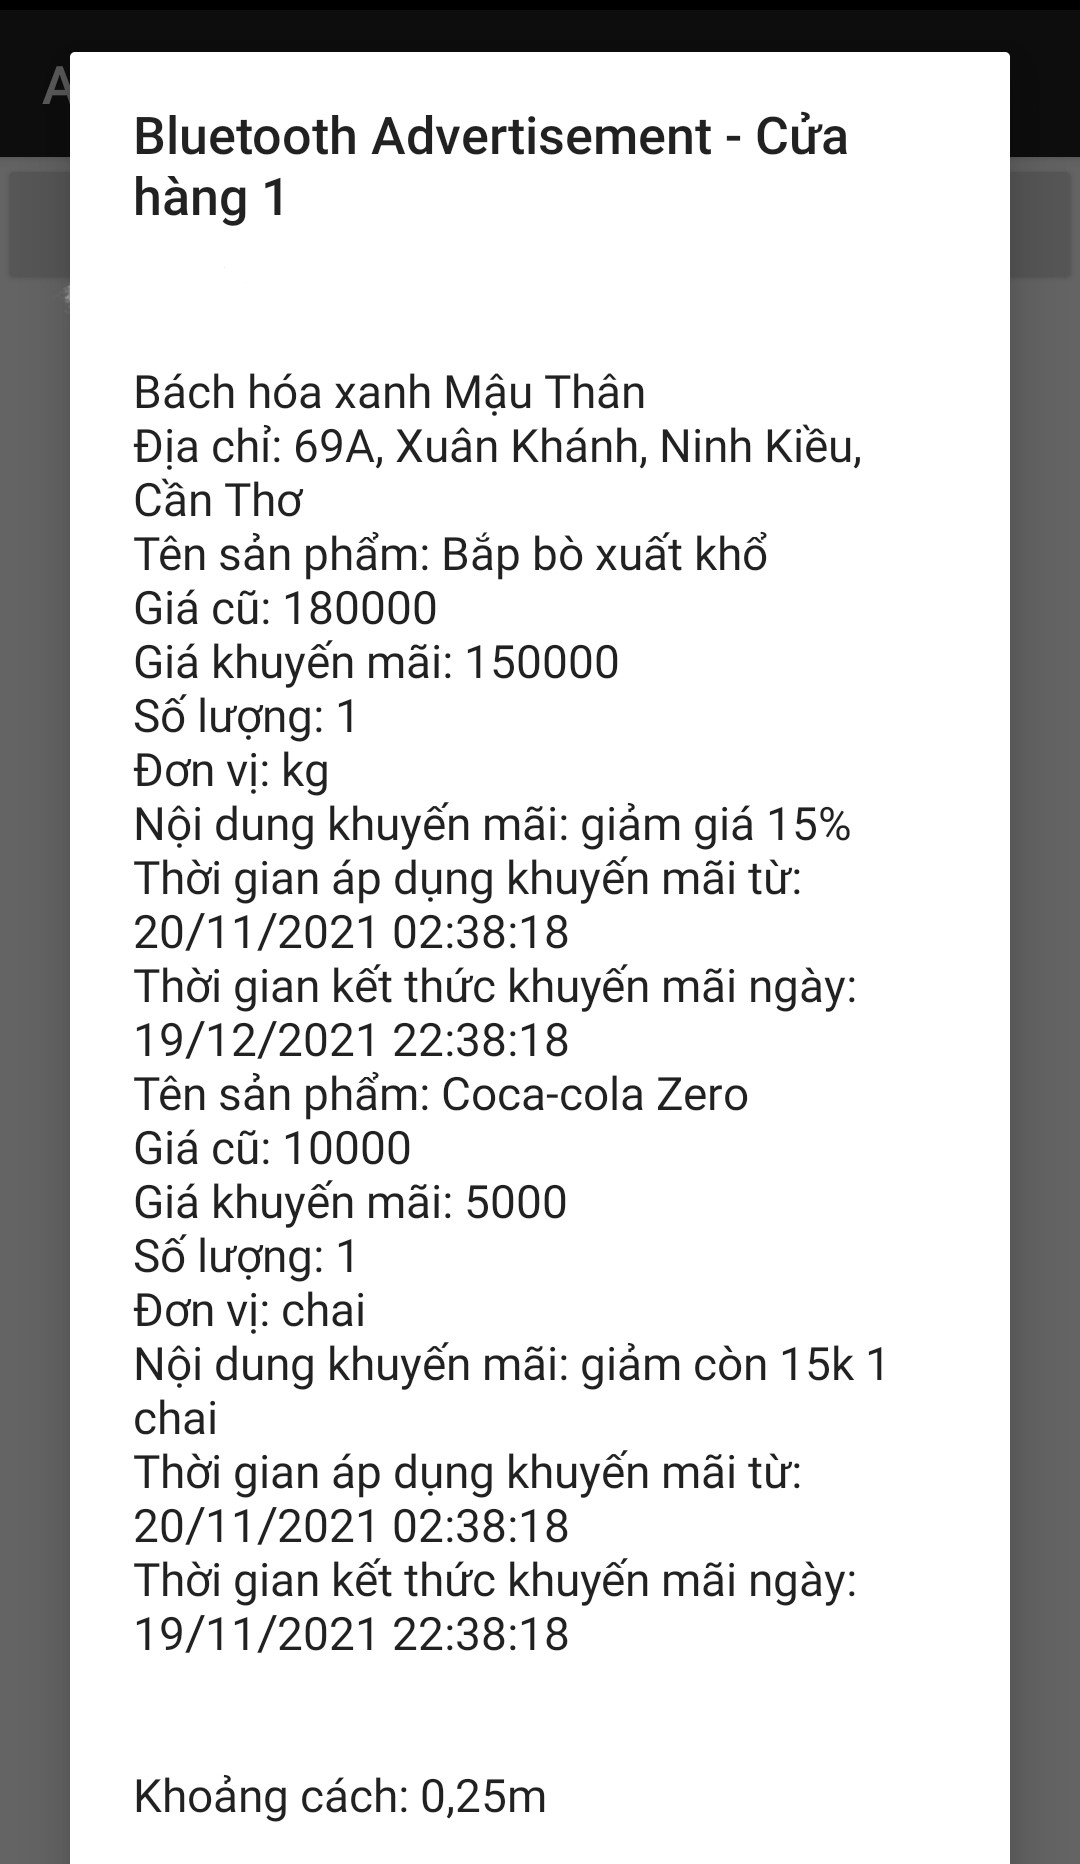 A
Bluetooth Advertisement - Cửa
hàng 1
Bách hóa xanh Mậu Thân
Địa chỉ: 69A, Xuân Khánh, Ninh Kiều,
Cần Thơ
Tên sản phẩm: Bắp bò xuất khổ
Giá cũ: 180000
Giá khuyến mãi: 150000
Số lượng: 1
Đơn vị: kg
Nội dung khuyến mãi: giảm giá 15%
Thời gian áp dụng khuyến mãi từ:
20/11/2021 02:38:18
Thời gian kết thức khuyến mãi ngày:
19/12/2021 22:38:18
Tên sản phẩm: Coca-cola Zero
Giá cũ: 10000
Giá khuyến mãi: 5000
Số lượng: 1
Đơn vị: chai
Nội dung khuyến mãi: giảm còn 15k 1
chai
Thời gian áp dụng khuyến mãi từ:
20/11/2021 02:38:18
Thời gian kết thức khuyến mãi ngày:
19/11/2021 22:38:18
Khoảng cách: 0,25m